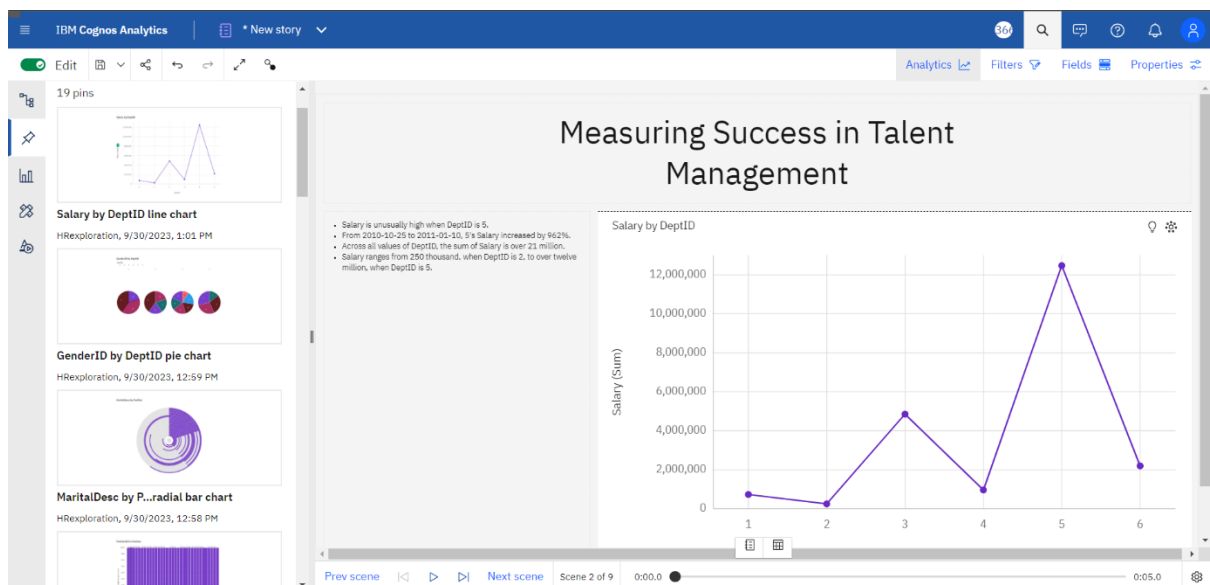 IBM Cognos Analytics
* New story
Edit
Analytics
Filters
Fields
Properties
19 pins
Salary by DeptID line chart
HRexploration, 9/30/2023, 1:01 PM
GenderID by DeptID pie chart
HRexploration, 9/30/2023, 12:59 PM
MaritalDesc by P...radial bar chart
HRexploration, 9/30/2023, 12:58 PM
Measuring Success in Talent
Management
Salary is unusually high when DeptID is 5.
From 2010-10-25 to 2011-01-10, 5's Salary increased by 962%.
Across all values of DeptID, the sum of Salary is over 21 million.
Salary ranges from 250 thousand, when DeptID is 2, to over twelve
million, when DeptID is 5.
Salary by DeptID
Salary (Sum)
12,000,000
10,000,000
8,000,000
6,000,000
4,000,000
2,000,000
0
1 2 3 4 5 6
Prev scene
Next scene
Scene 2 of 9
0:00.0
0:05.0